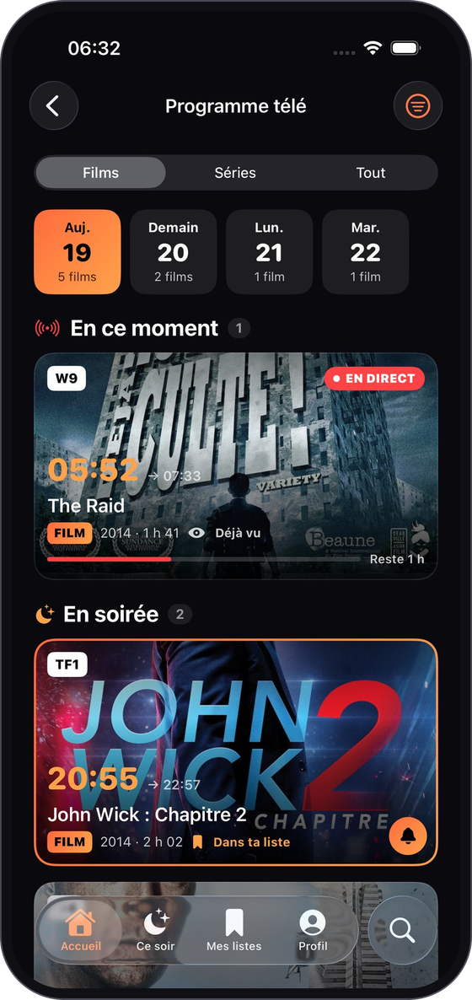 06:32
Programme télé
Films
Séries
Tout
Auj.
19
5 films
Demain
20
2 films
Lun.
21
1 film
Mar.
22
1 film
En ce moment
1
W9
EN DIRECT
CULTE !
VARIETY
05:52 → 07:33
The Raid
FILM 2014 · 1 h 41 Déjà vu
SUNDANCE
Beaune
Reste 1 h
En soirée
2
TF1
JOHN
WICK 2
CHAPITRE
20:55 → 22:57
John Wick : Chapitre 2
FILM 2014 · 2 h 02 Dans ta liste
Accueil
Ce soir
Mes listes
Profil